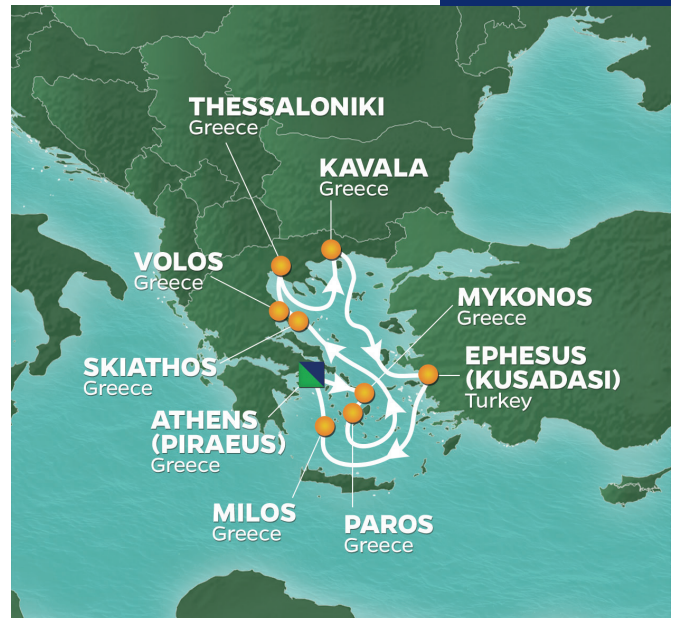 THESSALONIKI
Greece
KAVALA
Greece
VOLOS
Greece
MYKONOS
Greece
SKIATHOS
Greece
EPHESUS
(KUSADASI)
Turkey
ATHENS
(PIRAEUS)
Greece
MILOS
Greece
PAROS
Greece